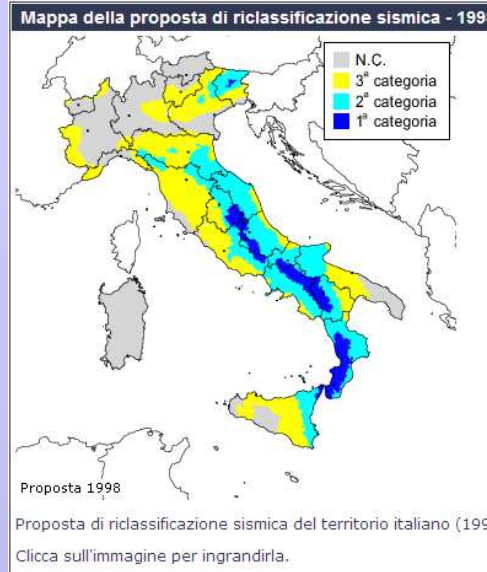 Mappa della proposta di riclassificazione sismica - 199
N.C.
3ª categoria
2ª categoria
1ª categoria
Proposta 1998
Proposta di riclassificazione sismica del territorio italiano (199
Clicca sull'immagine per ingrandirla.